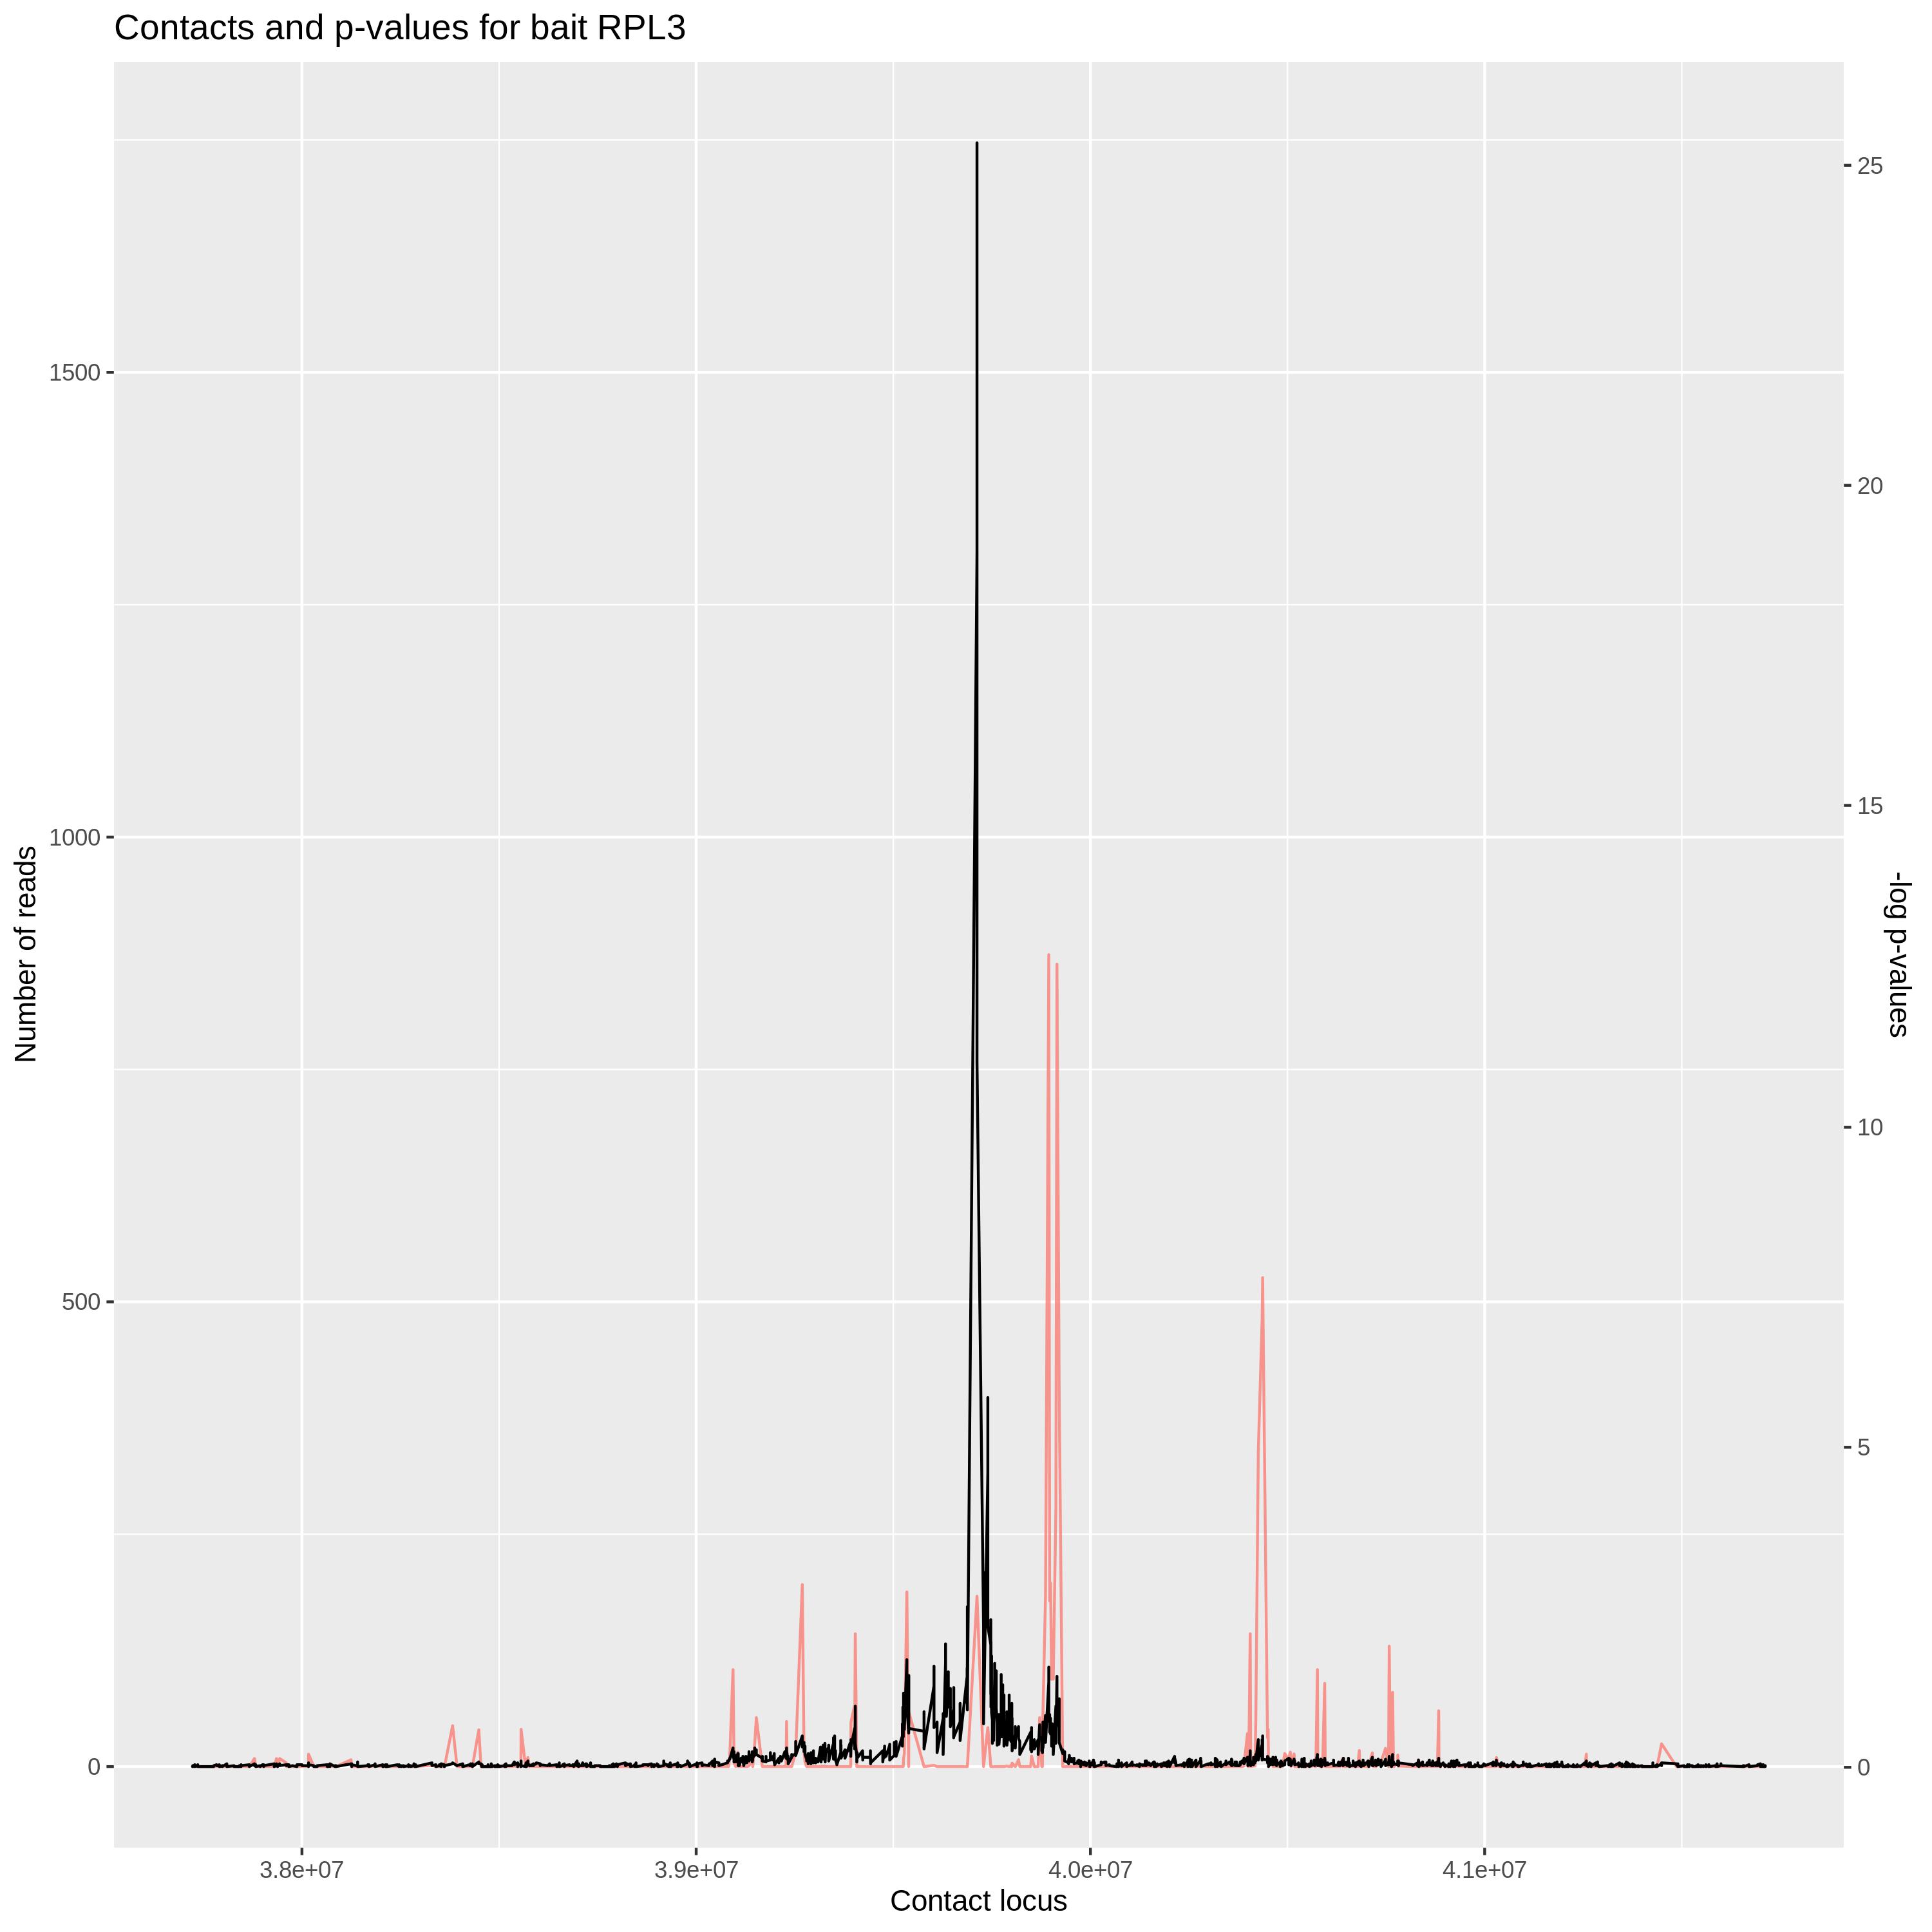 Contacts and p-values for bait RPL3
Number of reads
1500
1000
500
0
25
20
15
10
5
0
-log p-values
3.8e+07
3.9e+07
4.0e+07
4.1e+07
Contact locus